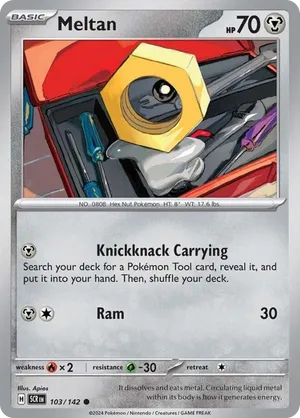 BASIC
Meltan HP 70
NO. 0808 Hex Nut Pokémon HT. 8" WT. 17.6 lbs.
Knickknack Carrying
Search your deck for a Pokémon Tool card, reveal it, and
put it into your hand. Then, shuffle your deck.
Ram 30
weakness × 2 resistance -30 retreat
Illus. Apios
H SCR EN 103/142
It dissolves and eats metal. Circulating liquid metal
within its body is how it generates energy.
©2024 Pokémon / Nintendo / Creatures / GAME FREAK